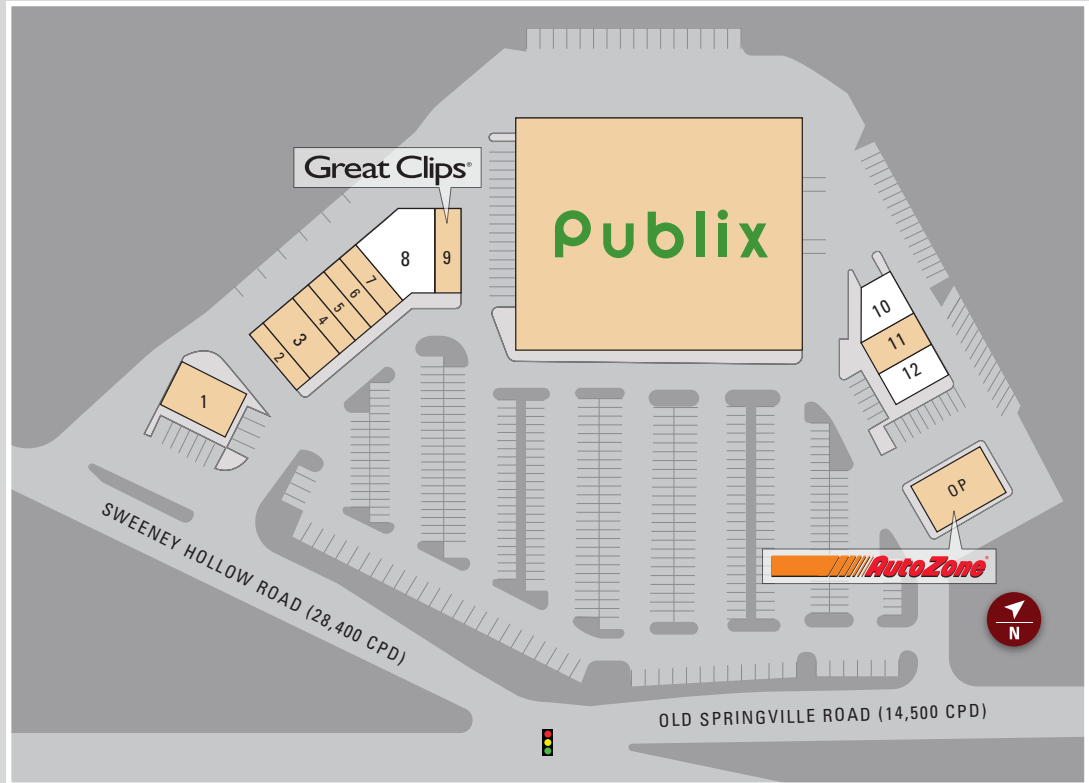 Great Clips®
Publix
8
9
7
6
5
4
3
2
1
10
11
12
OP
AutoZone
N
SWEENEY HOLLOW ROAD (28,400 CPD)
OLD SPRINGVILLE ROAD (14,500 CPD)